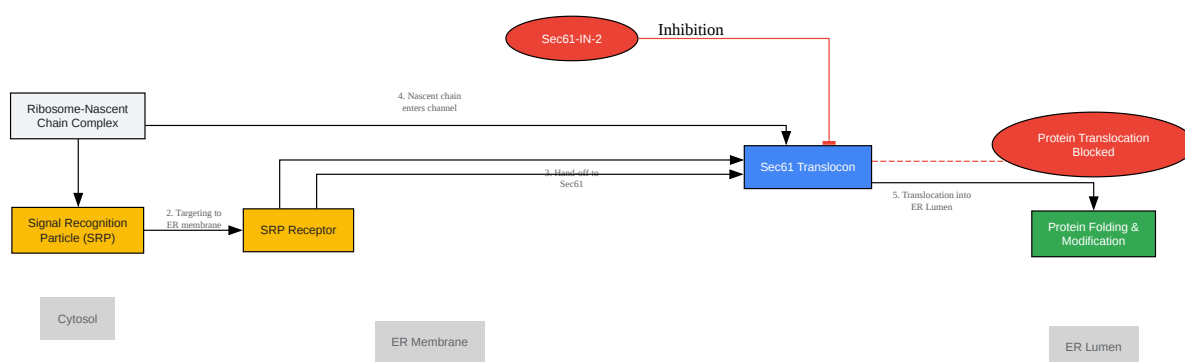 Sec61-IN-2
Inhibition
4. Nascent chain
enters channel
Ribosome-Nascent
Chain Complex
Protein Translocation
Blocked
Sec61 Translocon
3. Hand-off to
Sec61
5. Translocation into
ER Lumen
Signal Recognition
Particle (SRP)
2. Targeting to
ER membrane
SRP Receptor
Protein Folding &
Modification
Cytosol
ER Membrane
ER Lumen